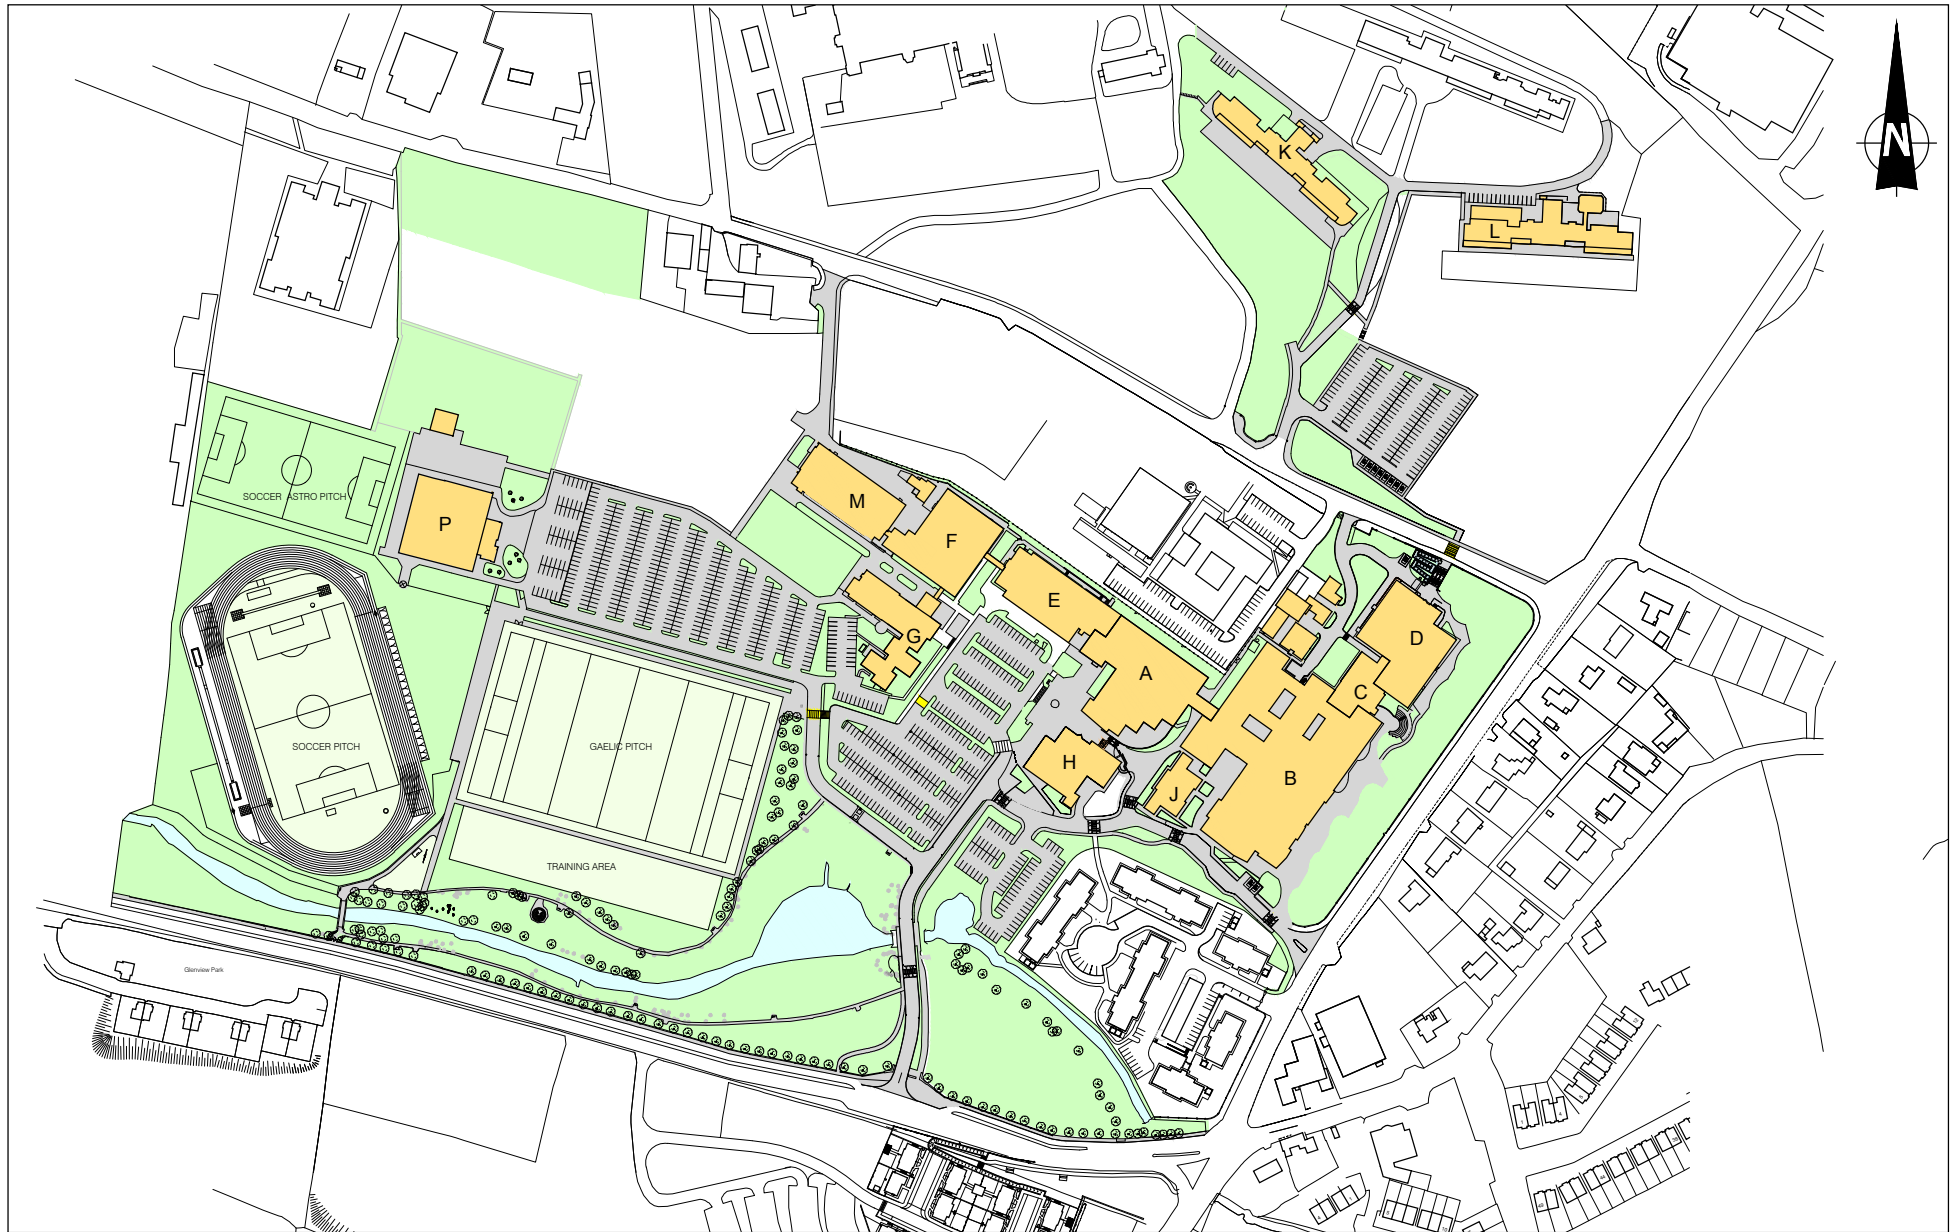 N
K
L
SOCCER ASTRO PITCH
P
M
F
E
G
A
D
C
B
H
J
SOCCER PITCH
GAELIC PITCH
TRAINING AREA
Glenview Park